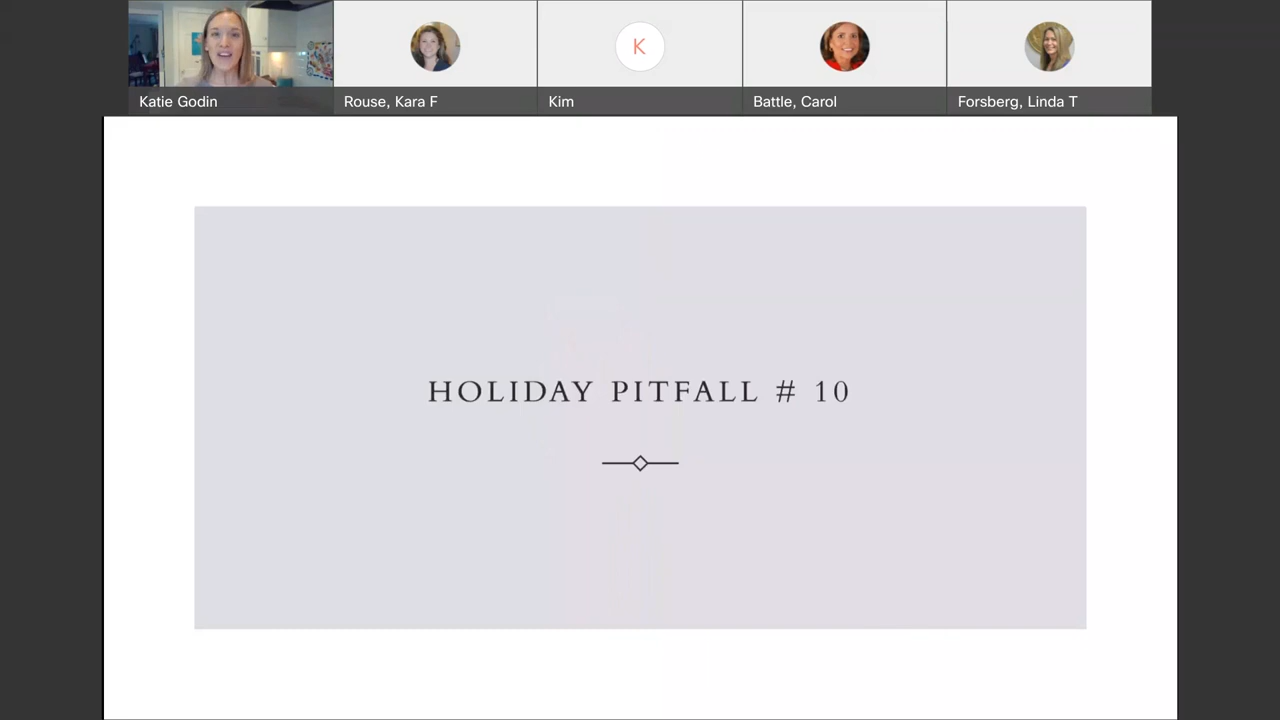 K
Katie Godin
Rouse, Kara F
Kim
Battle, Carol
Forsberg, Linda T
HOLIDAY PITFALL # 10